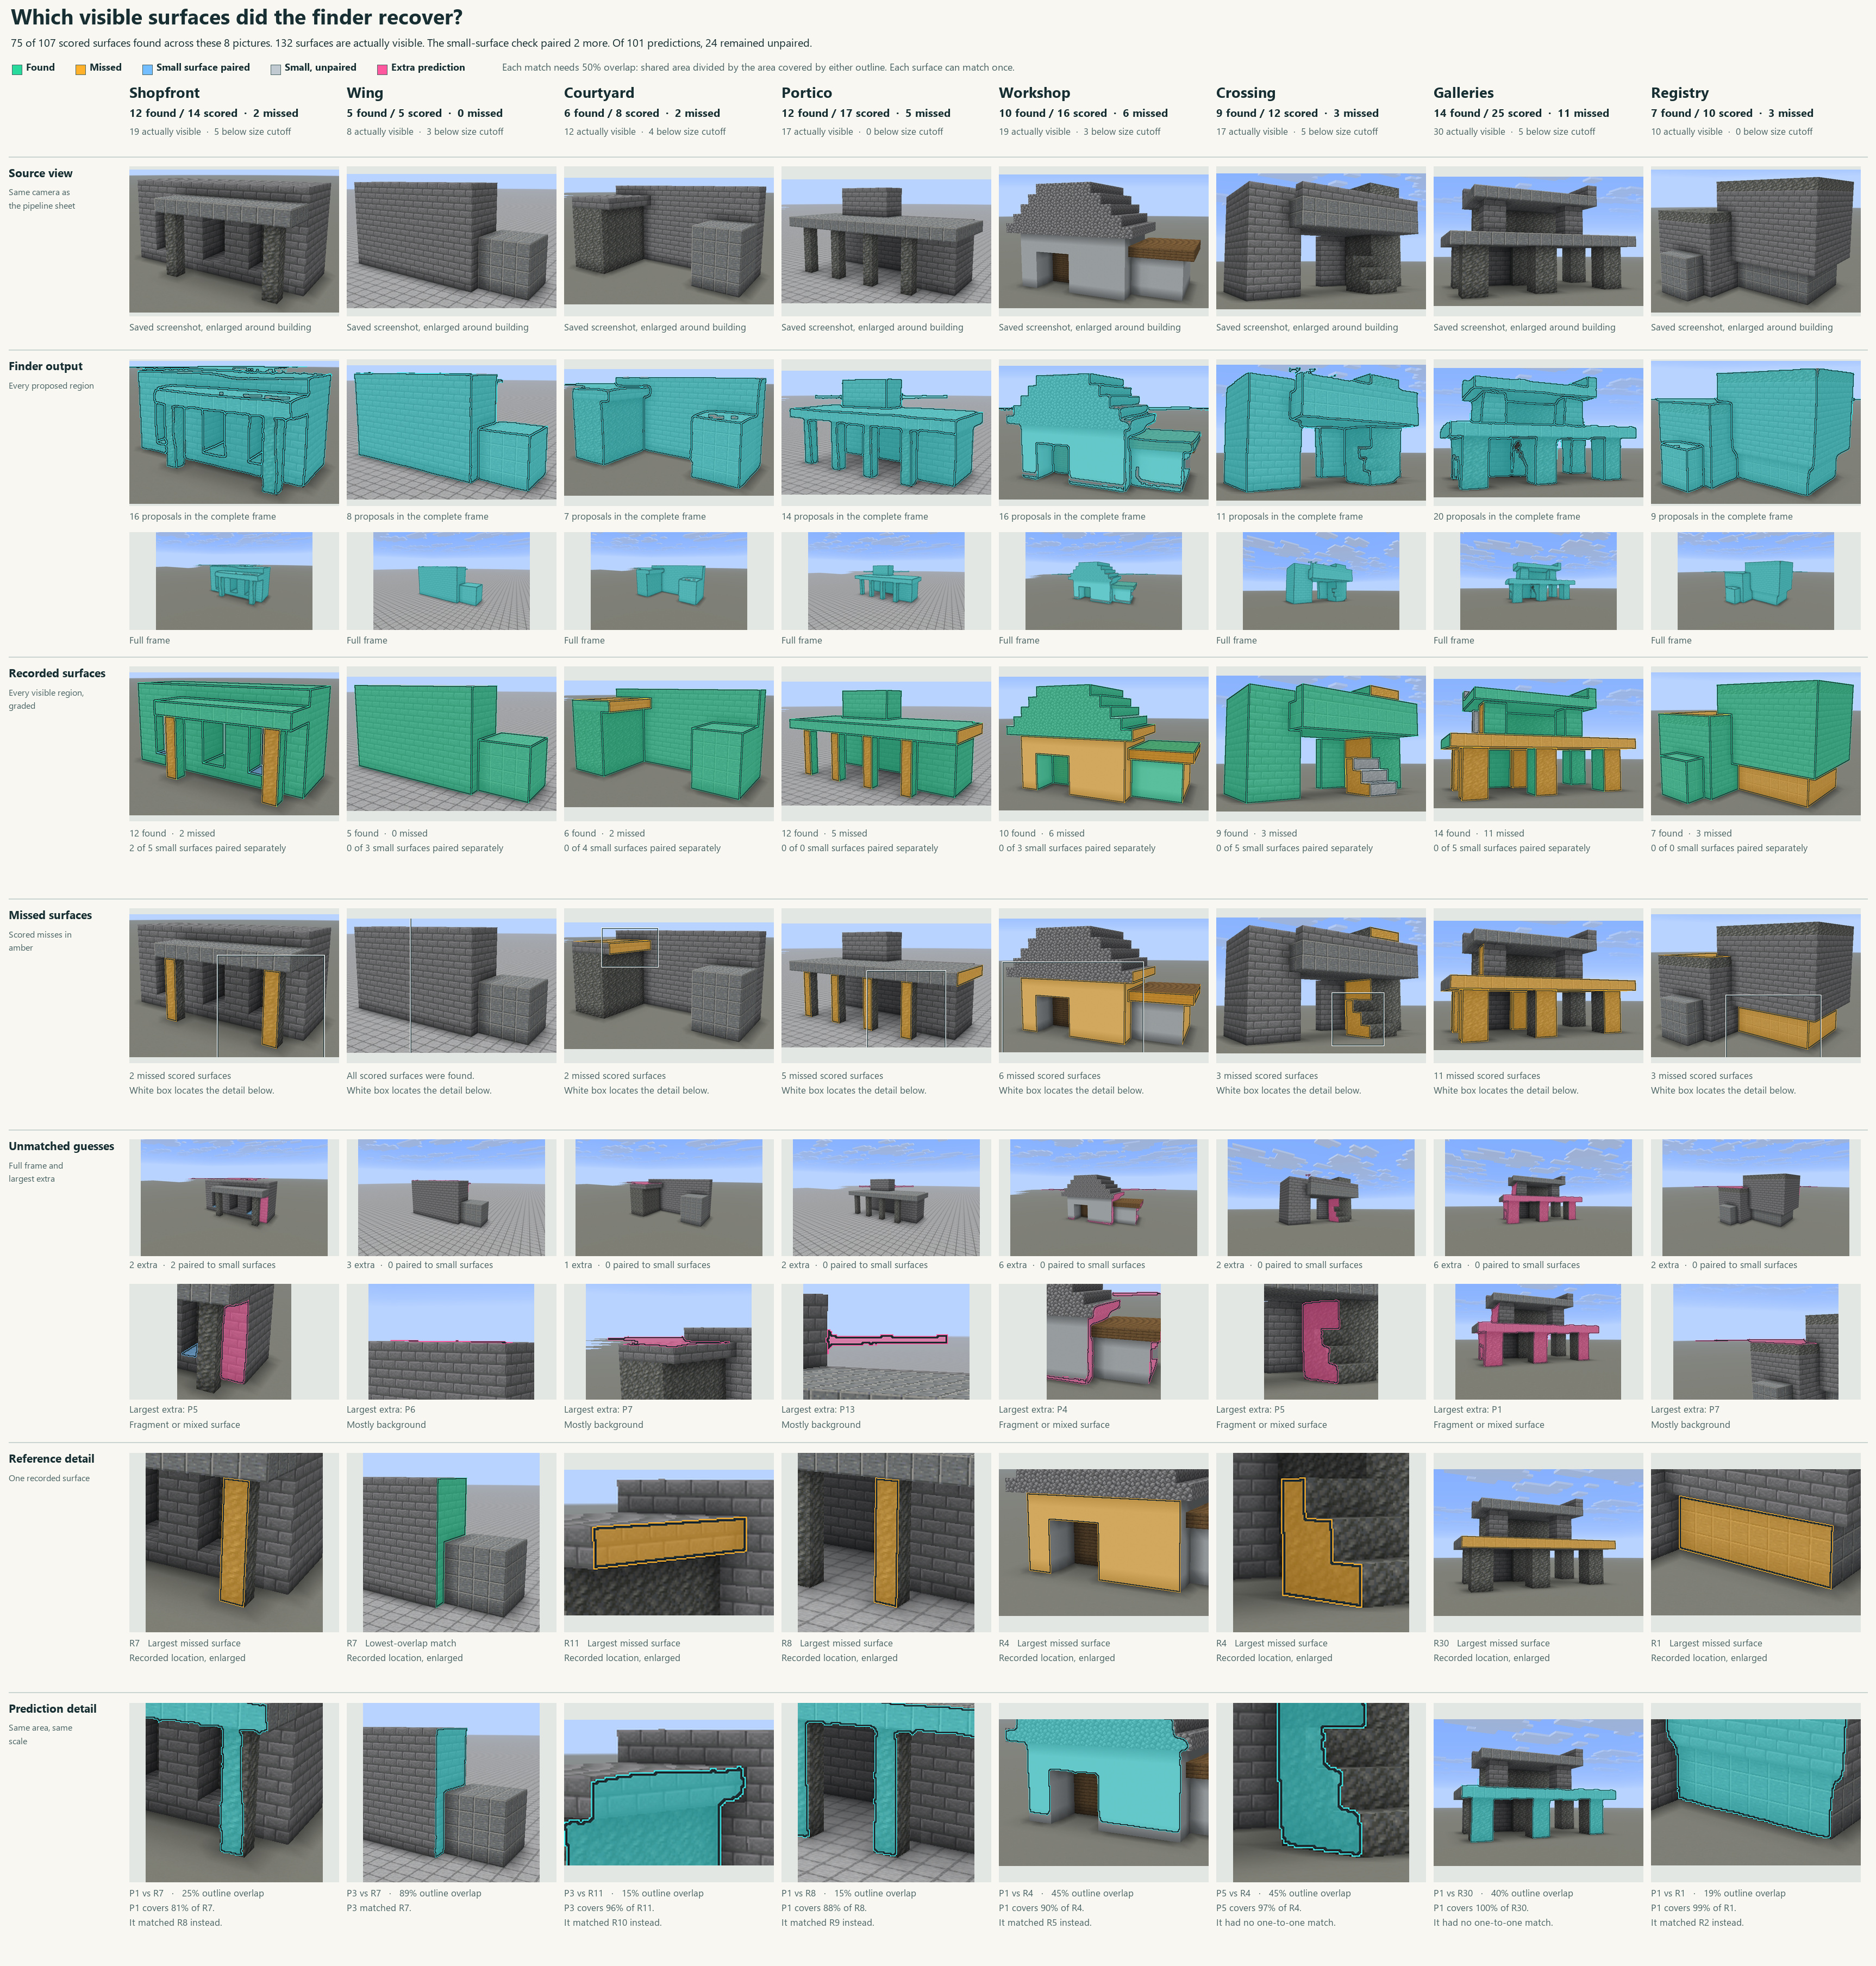 Which visible surfaces did the finder recover?
75 of 107 scored surfaces found across these 8 pictures. 132 surfaces are actually visible. The small-surface check paired 2 more. Of 101 predictions, 24 remained unpaired.
Found Missed Small surface paired Small, unpaired Extra prediction Each match needs 50% overlap: shared area divided by the area covered by either outline. Each surface can match once.
Shopfront Wing Courtyard Portico Workshop Crossing Galleries Registry
12 found / 14 scored · 2 missed 5 found / 5 scored · 0 missed 6 found / 8 scored · 2 missed 12 found / 17 scored · 5 missed 10 found / 16 scored · 6 missed 9 found / 12 scored · 3 missed 14 found / 25 scored · 11 missed 7 found / 10 scored · 3 missed
19 actually visible · 5 below size cutoff 8 actually visible · 3 below size cutoff 12 actually visible · 4 below size cutoff 17 actually visible · 0 below size cutoff 19 actually visible · 3 below size cutoff 17 actually visible · 5 below size cutoff 30 actually visible · 5 below size cutoff 10 actually visible · 0 below size cutoff
Source view
Same camera as
the pipeline sheet
Saved screenshot, enlarged around building Saved screenshot, enlarged around building Saved screenshot, enlarged around building Saved screenshot, enlarged around building Saved screenshot, enlarged around building Saved screenshot, enlarged around building Saved screenshot, enlarged around building Saved screenshot, enlarged around building
Finder output
Every proposed region
16 proposals in the complete frame 8 proposals in the complete frame 7 proposals in the complete frame 14 proposals in the complete frame 16 proposals in the complete frame 11 proposals in the complete frame 20 proposals in the complete frame 9 proposals in the complete frame
Full frame Full frame Full frame Full frame Full frame Full frame Full frame Full frame
Recorded surfaces
Every visible region,
graded
12 found · 2 missed 5 found · 0 missed 6 found · 2 missed 12 found · 5 missed 10 found · 6 missed 9 found · 3 missed 14 found · 11 missed 7 found · 3 missed
2 of 5 small surfaces paired separately 0 of 3 small surfaces paired separately 0 of 4 small surfaces paired separately 0 of 0 small surfaces paired separately 0 of 3 small surfaces paired separately 0 of 5 small surfaces paired separately 0 of 5 small surfaces paired separately 0 of 0 small surfaces paired separately
Missed surfaces
Scored misses in
amber
2 missed scored surfaces All scored surfaces were found. 2 missed scored surfaces 5 missed scored surfaces 6 missed scored surfaces 3 missed scored surfaces 11 missed scored surfaces 3 missed scored surfaces
White box locates the detail below. White box locates the detail below. White box locates the detail below. White box locates the detail below. White box locates the detail below. White box locates the detail below. White box locates the detail below. White box locates the detail below.
Unmatched guesses
Full frame and
largest extra
2 extra · 2 paired to small surfaces 3 extra · 0 paired to small surfaces 1 extra · 0 paired to small surfaces 2 extra · 0 paired to small surfaces 6 extra · 0 paired to small surfaces 2 extra · 0 paired to small surfaces 6 extra · 0 paired to small surfaces 2 extra · 0 paired to small surfaces
Largest extra: P5 Largest extra: P6 Largest extra: P7 Largest extra: P13 Largest extra: P4 Largest extra: P5 Largest extra: P1 Largest extra: P7
Fragment or mixed surface Mostly background Mostly background Mostly background Fragment or mixed surface Fragment or mixed surface Fragment or mixed surface Mostly background
Reference detail
One recorded surface
R7 Largest missed surface R7 Lowest-overlap match R11 Largest missed surface R8 Largest missed surface R4 Largest missed surface R4 Largest missed surface R30 Largest missed surface R1 Largest missed surface
Recorded location, enlarged Recorded location, enlarged Recorded location, enlarged Recorded location, enlarged Recorded location, enlarged Recorded location, enlarged Recorded location, enlarged Recorded location, enlarged
Prediction detail
Same area, same
scale
P1 vs R7 · 25% outline overlap P3 vs R7 · 89% outline overlap P3 vs R11 · 15% outline overlap P1 vs R8 · 15% outline overlap P1 vs R4 · 45% outline overlap P5 vs R4 · 45% outline overlap P1 vs R30 · 40% outline overlap P1 vs R1 · 19% outline overlap
P1 covers 81% of R7. P3 matched R7. P3 covers 96% of R11. P1 covers 88% of R8. P1 covers 90% of R4. P5 covers 97% of R4. P1 covers 100% of R30. P1 covers 99% of R1.
It matched R8 instead. It matched R10 instead. It matched R9 instead. It matched R5 instead. It had no one-to-one match. It had no one-to-one match. It matched R2 instead.